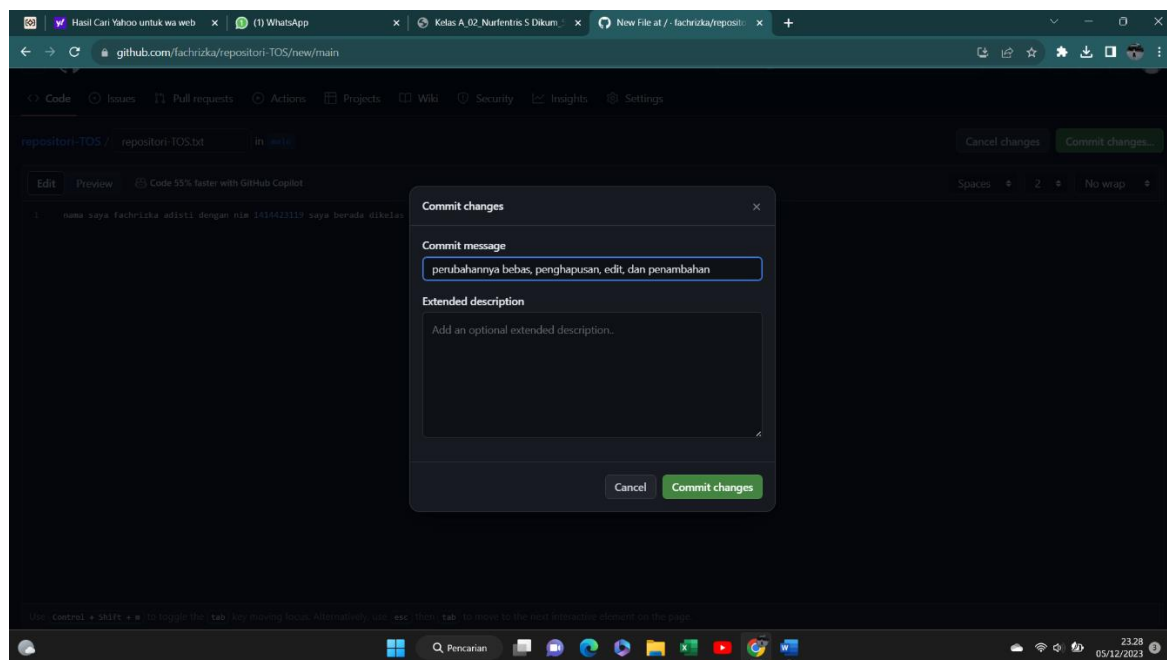 Hasil Cari Yahoo untuk wa web
(1) WhatsApp
Kelas A_02_Nurfentris S Dikum_
New File at / · fachrizka/reposito
github.com/fachrizka/repositori-TOS/new/main
Code Issues Pull requests Actions Projects Wiki Security Insights Settings
repositori-TOS / repositori-TOS.txt in main
Cancel changes Commit changes...
Edit Preview Code 55% faster with GitHub Copilot
Spaces 2 No wrap
1 nama saya fachrizka adisti dengan nim 1414423119 saya berada dikelas
Commit changes
Commit message
perubahannya bebas, penghapusan, edit, dan penambahan
Extended description
Add an optional extended description..
Cancel Commit changes
Use Control + Shift + m to toggle the tab key moving focus. Alternatively, use esc then tab to move to the next interactive element on the page.
Pencarian
23.28
05/12/2023